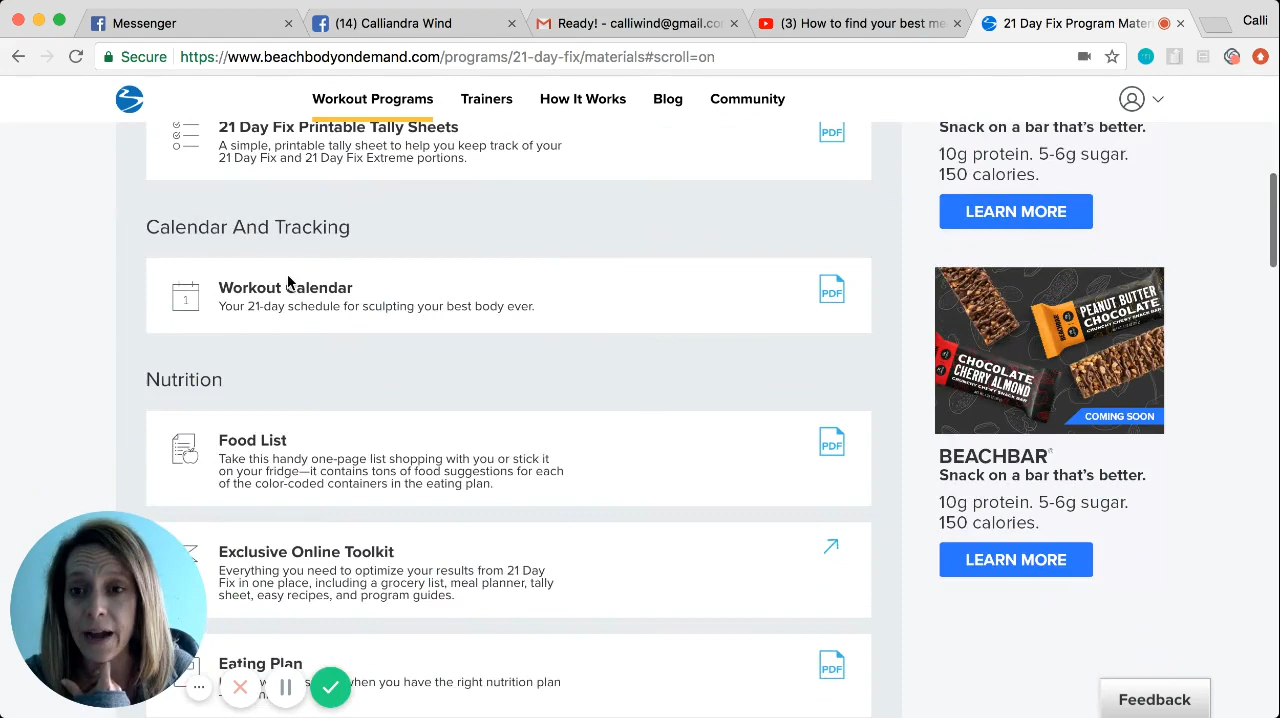 Messenger
(14) Calliandra Wind
Ready! - calliwind@gmail.co
(3) How to find your best me
21 Day Fix Program Mater
Calli
Secure https://www.beachbodyondemand.com/programs/21-day-fix/materials#scroll=on
Workout Programs
Trainers
How It Works
Blog
Community
21 Day Fix Printable Tally Sheets
A simple, printable tally sheet to help you keep track of your
21 Day Fix and 21 Day Fix Extreme portions.
PDF
Snack on a bar that's better.
10g protein. 5-6g sugar.
150 calories.
LEARN MORE
Calendar And Tracking
Workout Calendar
1
Your 21-day schedule for sculpting your best body ever.
PDF
PEANUT BUTTER
CHOCOLATE
CRUNCHY CHEWY SNACK BAR
CHOCOLATE
CHERRY ALMOND
CRUNCHY CHEWY SNACK BAR
COMING SOON
Nutrition
Food List
Take this handy one-page list shopping with you or stick it
on your fridge—it contains tons of food suggestions for each
of the color-coded containers in the eating plan.
PDF
BEACHBAR®
Snack on a bar that's better.
10g protein. 5-6g sugar.
150 calories.
LEARN MORE
Exclusive Online Toolkit
Everything you need to optimize your results from 21 Day
Fix in one place, including a grocery list, meal planner, tally
sheet, easy recipes, and program guides.
Eating Plan
when you have the right nutrition plan
PDF
Feedback